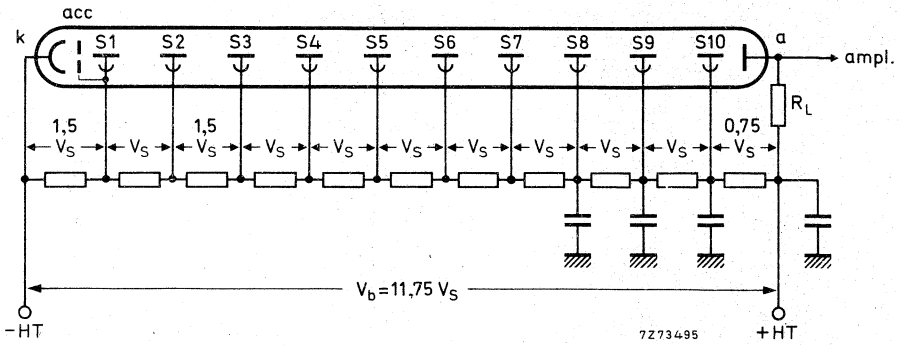 acc
k S1 S2 S3 S4 S5 S6 S7 S8 S9 S10 a
ampl.
R_L
1,5 1,5 0,75
V_S V_S V_S V_S V_S V_S V_S V_S V_S V_S V_S
V_b = 11,75 V_S
-HT 7Z73495 +HT